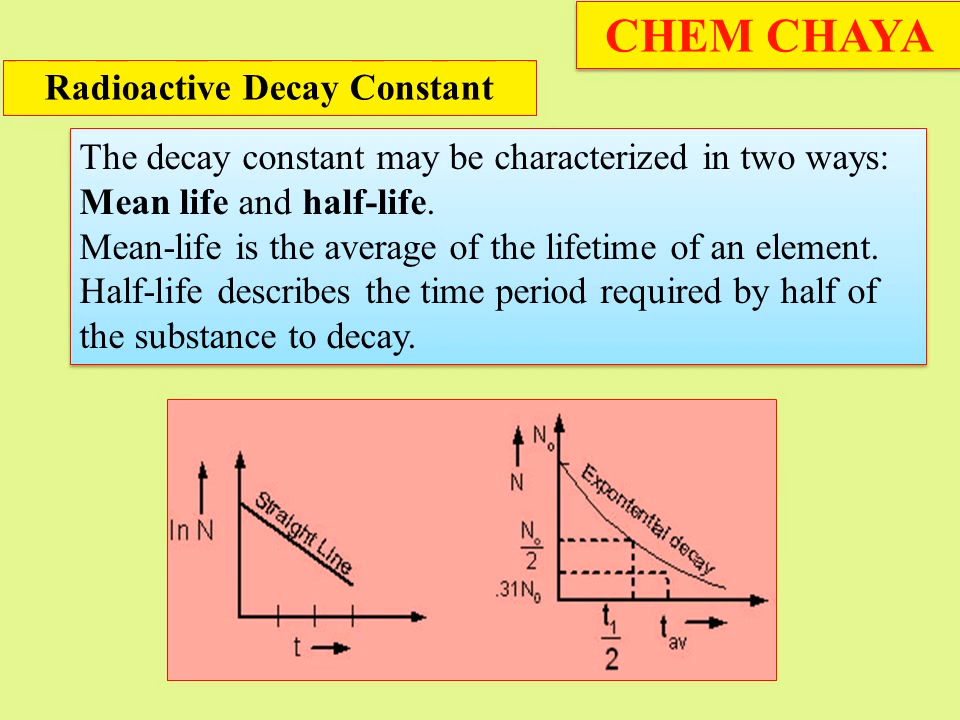 CHEM CHAYA
Radioactive Decay Constant
The decay constant may be characterized in two ways:
Mean life and half-life.
Mean-life is the average of the lifetime of an element.
Half-life describes the time period required by half of
the substance to decay.
ln N
Straight Line
t
N₀
N
Expontential decay
N₀/2
.31N₀
t1/2
tav